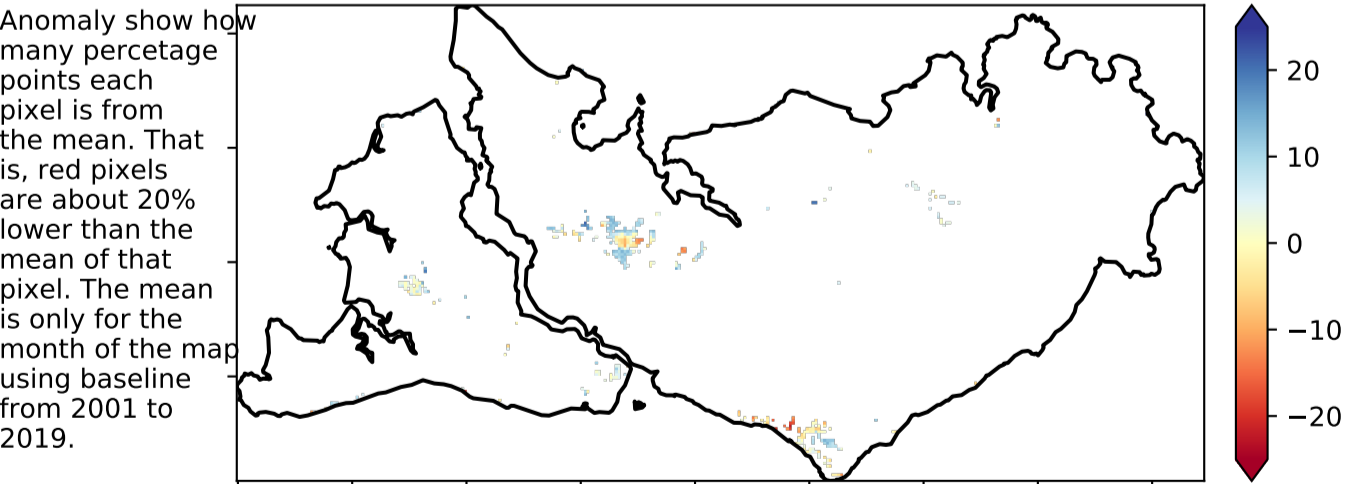 Anomaly show how
many percetage
points each
pixel is from
the mean. That
is, red pixels
are about 20%
lower than the
mean of that
pixel. The mean
is only for the
month of the map
using baseline
from 2001 to
2019.
20
10
0
−10
−20